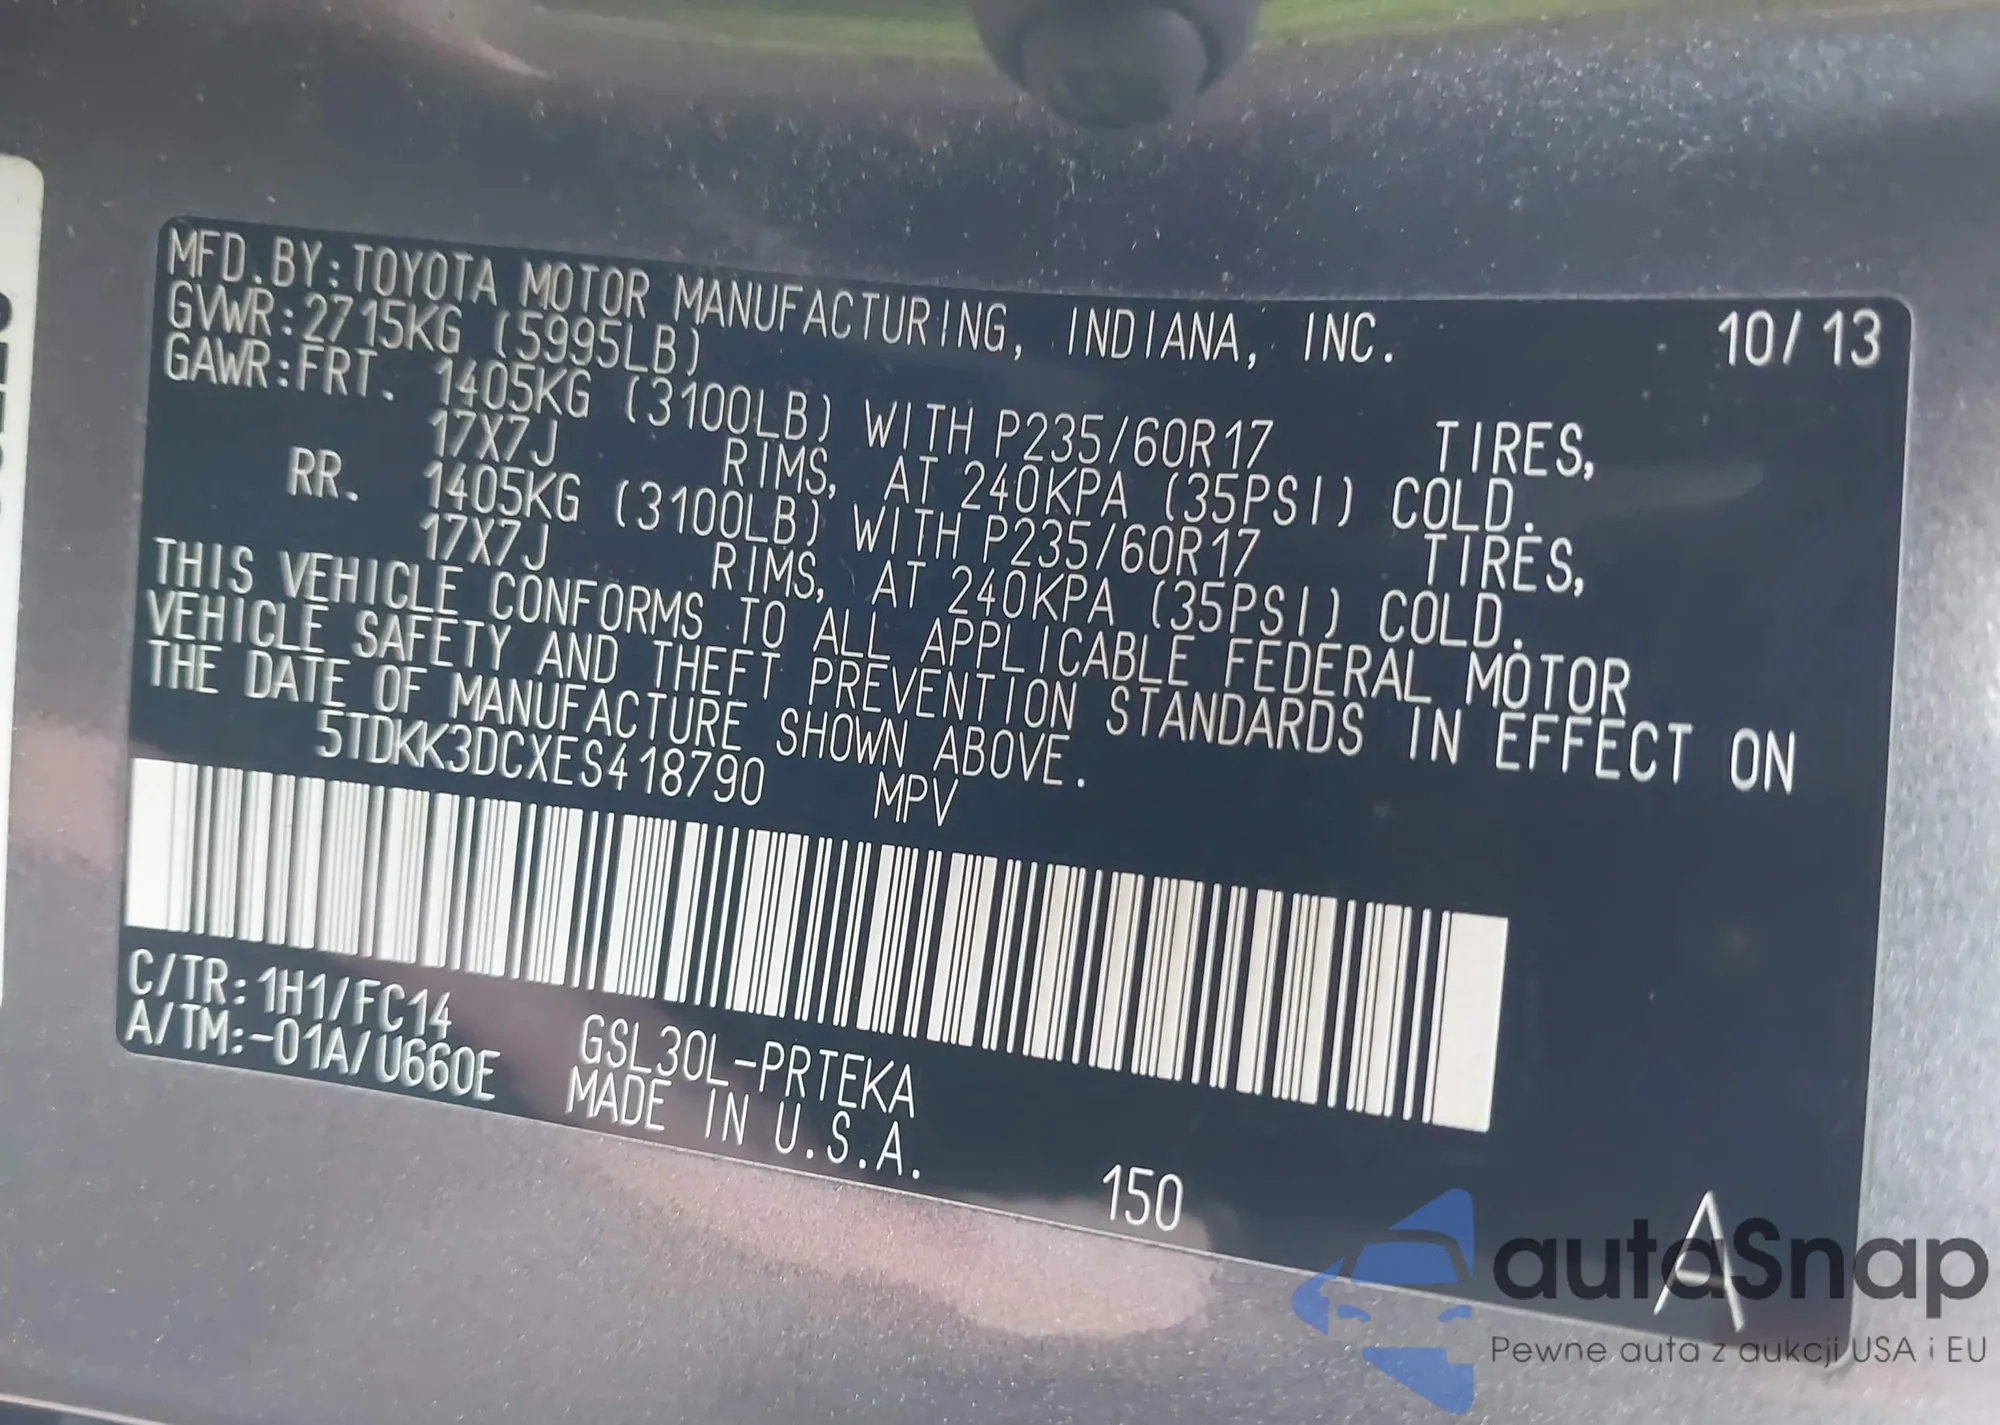 MFD.BY:TOYOTA MOTOR MANUFACTURING, INDIANA, INC. 10/13
GVWR:2715KG (5995LB)
GAWR:FRT. 1405KG (3100LB) WITH P235/60R17 TIRES,
17X7J RIMS, AT 240KPA (35PSI) COLD.
RR. 1405KG (3100LB) WITH P235/60R17 TIRES,
17X7J RIMS, AT 240KPA (35PSI) COLD.
THIS VEHICLE CONFORMS TO ALL APPLICABLE FEDERAL MOTOR
VEHICLE SAFETY AND THEFT PREVENTION STANDARDS IN EFFECT ON
THE DATE OF MANUFACTURE SHOWN ABOVE.
5TDKK3DCXES418790 MPV
C/TR:1H1/FC14
A/TM:-01A/U660E
GSL30L-PRTEKA
MADE IN U.S.A.
150
A
autoSnap
Pewne auta z aukcji USA i EU